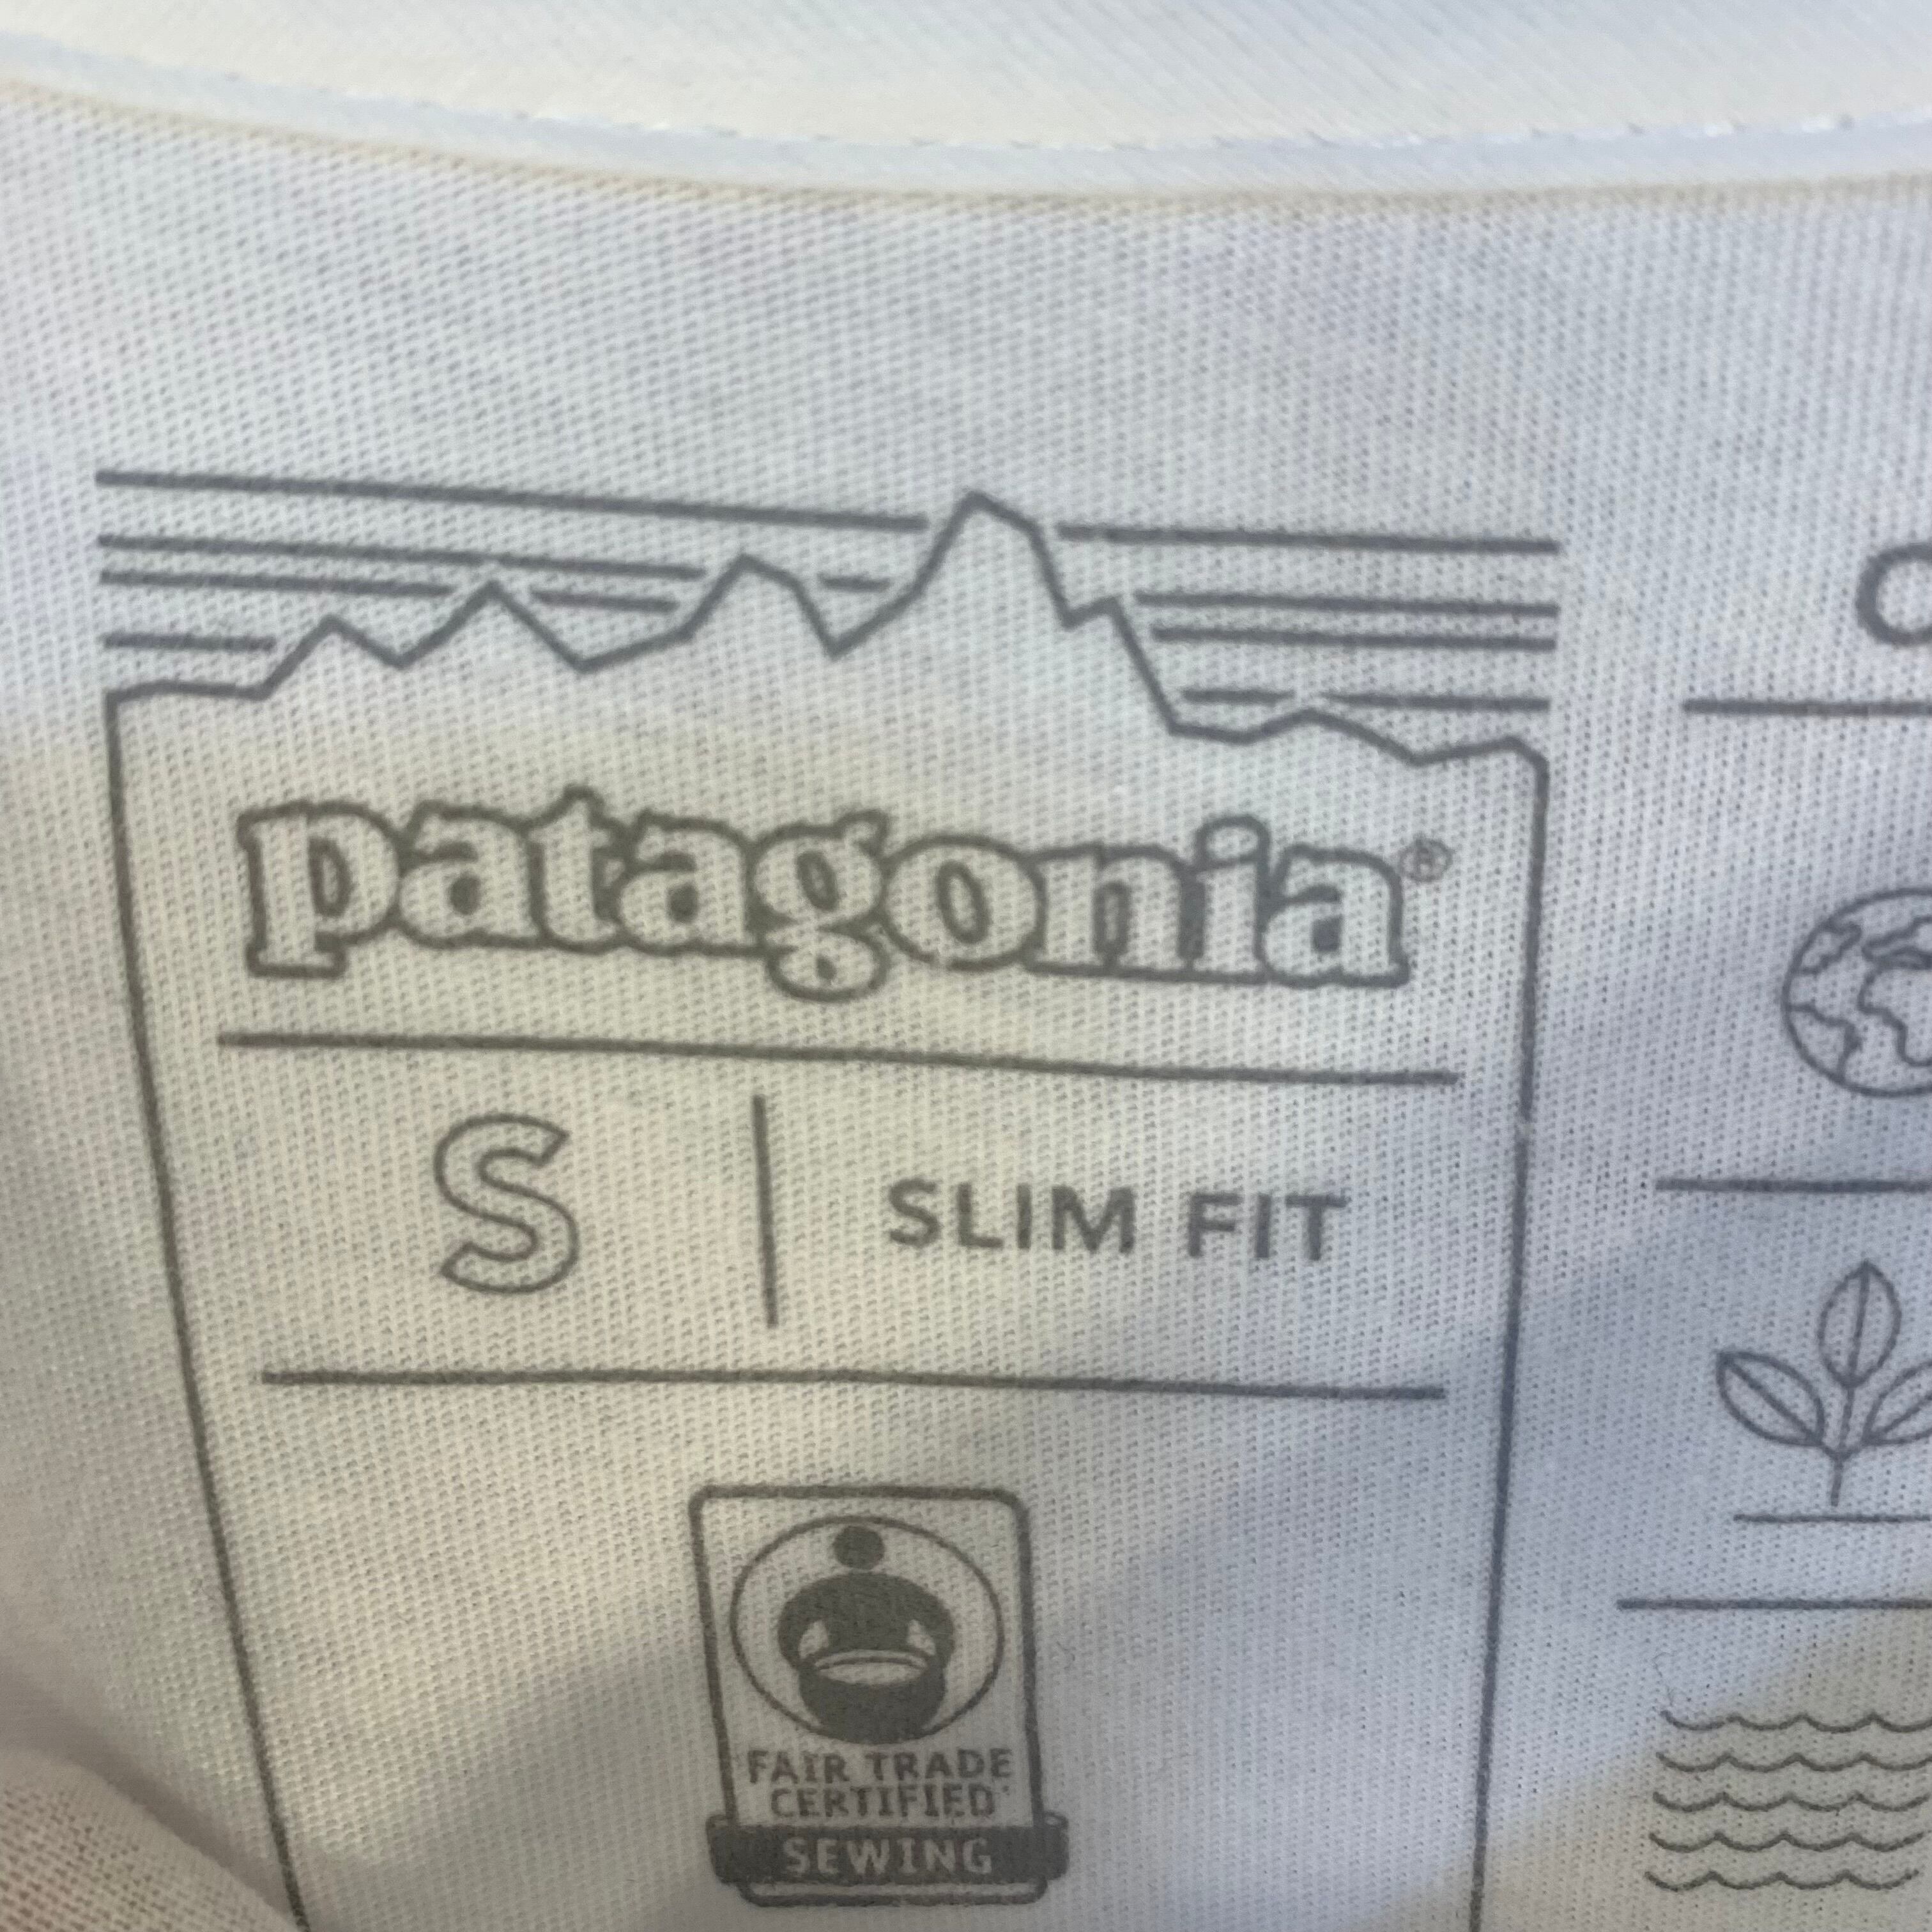 patagonia®
S | SLIM FIT
FAIR TRADE
CERTIFIED
SEWING